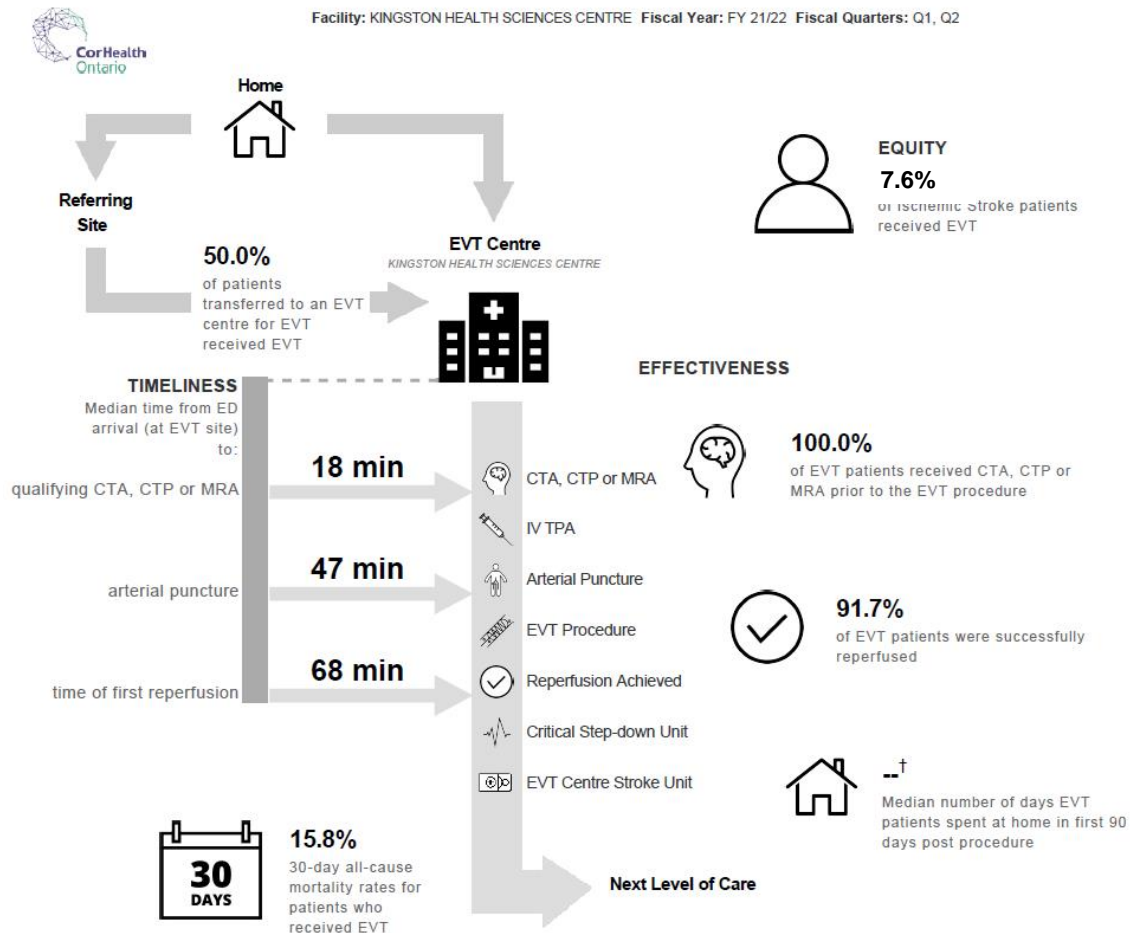 Facility: KINGSTON HEALTH SCIENCES CENTRE Fiscal Year: FY 21/22 Fiscal Quarters: Q1, Q2
CorHealth
Ontario
Home
Referring
Site
50.0%
of patients
transferred to an EVT
centre for EVT
received EVT
EVT Centre
KINGSTON HEALTH SCIENCES CENTRE
EQUITY
7.6%
of Ischemic Stroke patients
received EVT
TIMELINESS
Median time from ED
arrival (at EVT site)
to:
qualifying CTA, CTP or MRA
18 min
arterial puncture
47 min
time of first reperfusion
68 min
CTA, CTP or MRA
IV TPA
Arterial Puncture
EVT Procedure
Reperfusion Achieved
Critical Step-down Unit
EVT Centre Stroke Unit
Next Level of Care
EFFECTIVENESS
100.0%
of EVT patients received CTA, CTP or
MRA prior to the EVT procedure
91.7%
of EVT patients were successfully
reperfused
--†
Median number of days EVT
patients spent at home in first 90
days post procedure
30
DAYS
15.8%
30-day all-cause
mortality rates for
patients who
received EVT